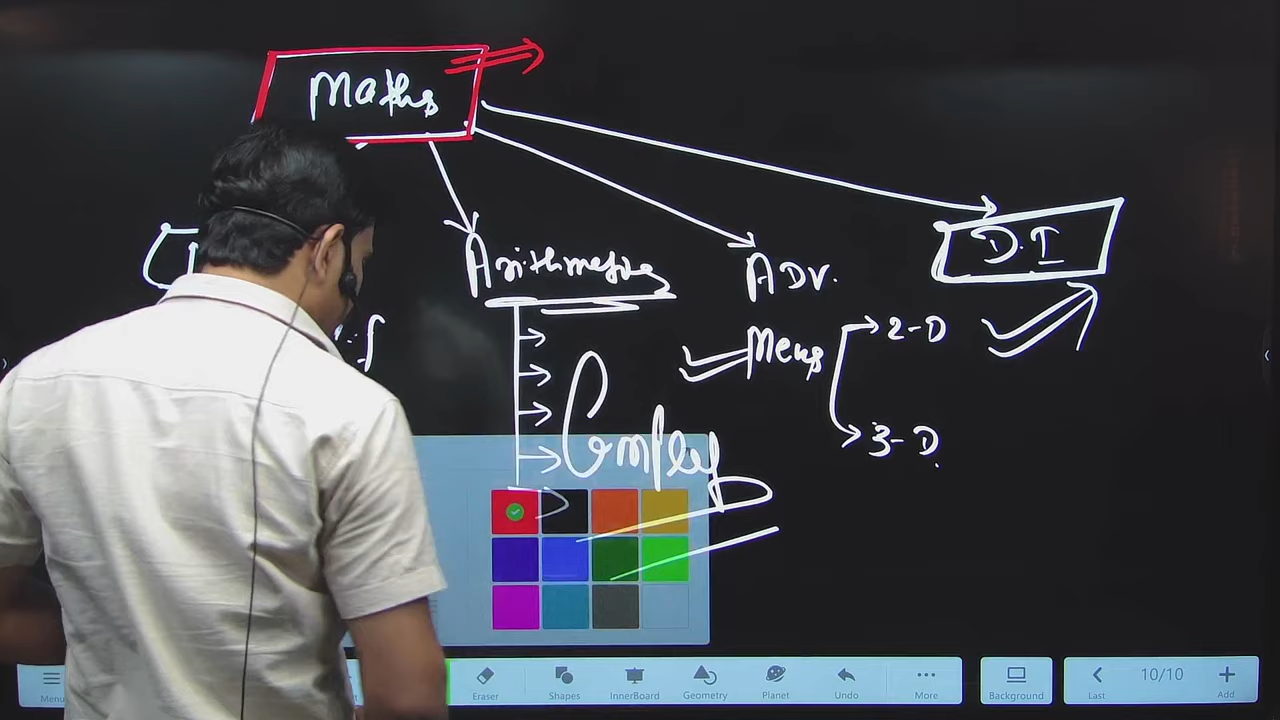 Maths
Arithmetic
ADV.
D.I
Mens
2-D
3-D
Complex
Menu
Eraser
Shapes
InnerBoard
Geometry
Planet
Undo
More
Background
Last
10/10
Add